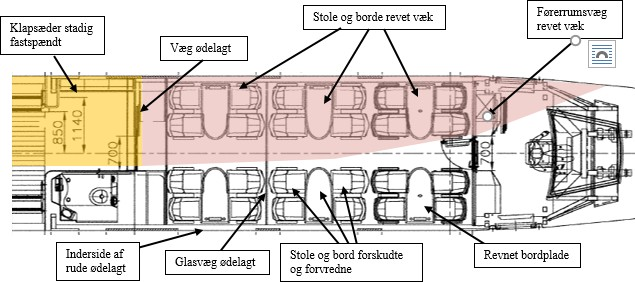 Klapsæder stadig
fastspændt
Væg ødelagt
Stole og borde revet væk
Førerrumsvæg
revet væk
850
1140
700
700
Inderside af
rude ødelagt
Glasvæg ødelagt
Stole og bord forskudte
og forvredne
Revnet bordplade